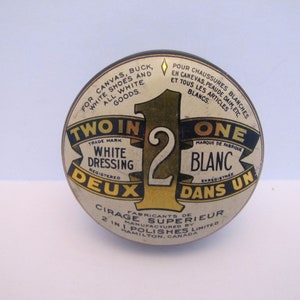 FOR CANVAS, BUCK,
WHITE SHOES AND
ALL WHITE
GOODS.
POUR CHAUSSURES BLANCHES
EN CANEVAS, PEAU DE DAIM, ETC.
ET TOUS LES ARTICLES
BLANCS.
1
TWO IN ONE
TRADE MARK
WHITE
DRESSING
REGISTERED
2
MARQUE DE FABRIQUE
BLANC
ENREGISTRÉE
DEUX DANS UN
FABRICANTS DE
CIRAGE SUPERIEUR
MANUFACTURED BY
2 IN 1 POLISHES LIMITED
HAMILTON, CANADA.